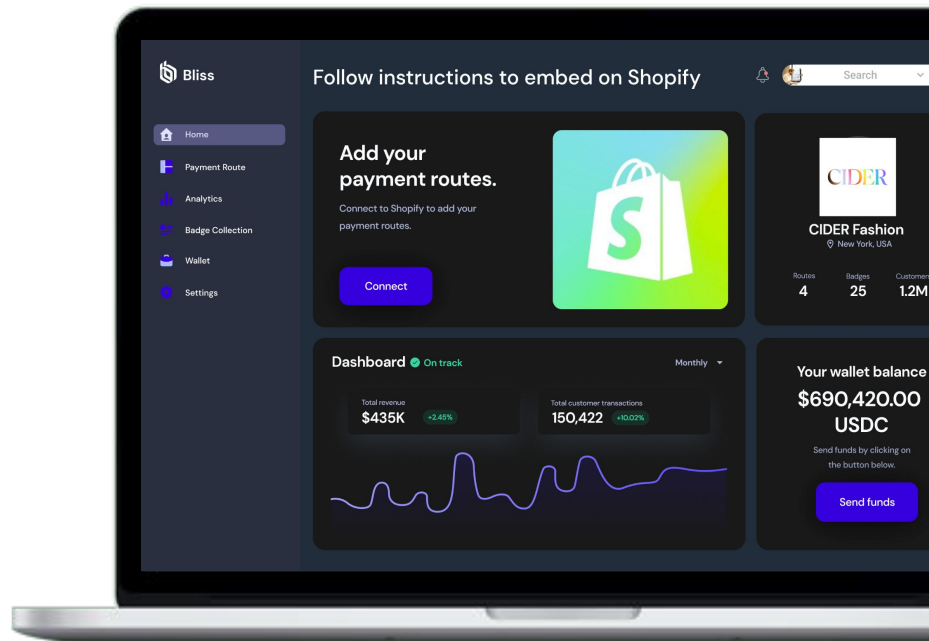 Bliss
Follow instructions to embed on Shopify
Search
Home
Payment Route
Analytics
Badge Collection
Wallet
Settings
Add your
payment routes.
Connect to Shopify to add your
payment routes.
Connect
S
CIDER
CIDER Fashion
New York, USA
Routes Badges Customers
4 25 1.2M
Dashboard On track
Monthly
Total revenue
$435K +2.45%
Total customer transactions
150,422 +10.02%
Your wallet balance
$690,420.00
USDC
Send funds by clicking on
the button below.
Send funds